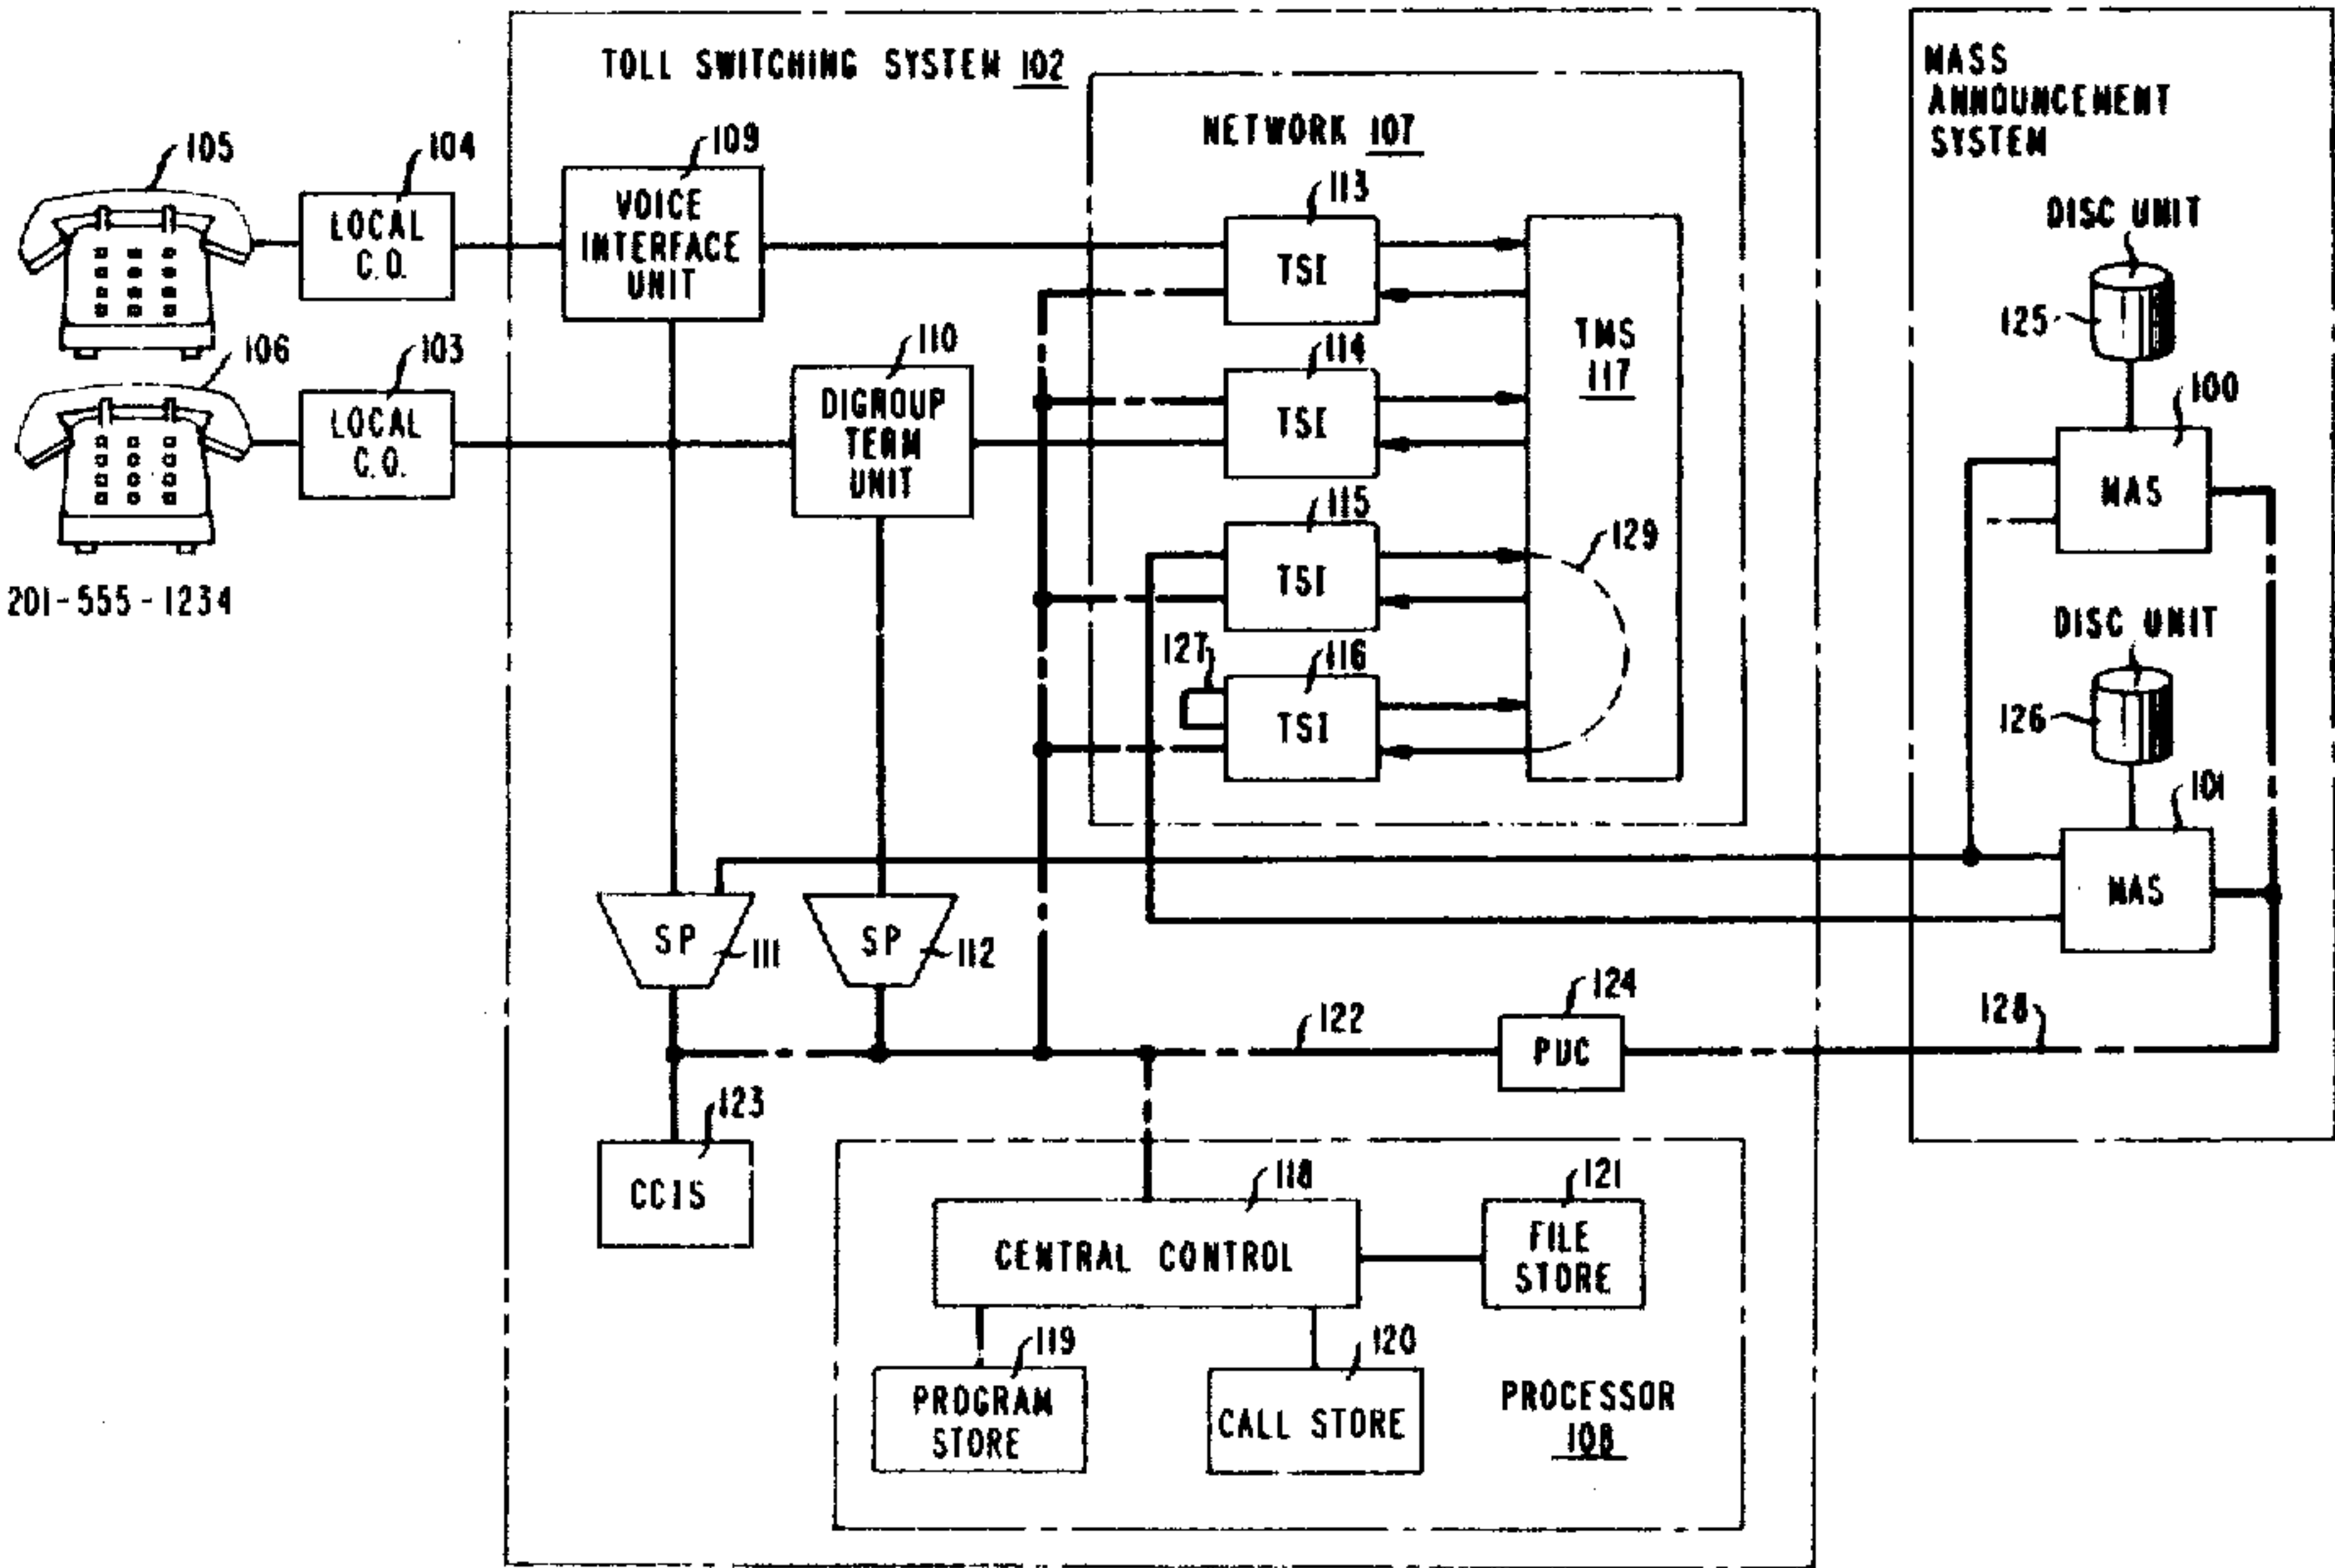 TOLL SWITCHING SYSTEM 102
MASS
ANNOUNCEMENT
SYSTEM
NETWORK 107
105
104
109
113
LOCAL
C.O.
VOICE
INTERFACE
UNIT
TSI
DISC UNIT
125
TMS
117
106
103
110
114
100
LOCAL
C.O.
DIGROUP
TERM
UNIT
TSI
MAS
201-555-1234
115
TSI
129
DISC UNIT
127
116
TSI
126
101
MAS
SP
111
SP
112
122
124
PUC
128
123
CCIS
118
CENTRAL CONTROL
121
FILE
STORE
119
PROGRAM
STORE
120
CALL STORE
PROCESSOR
108